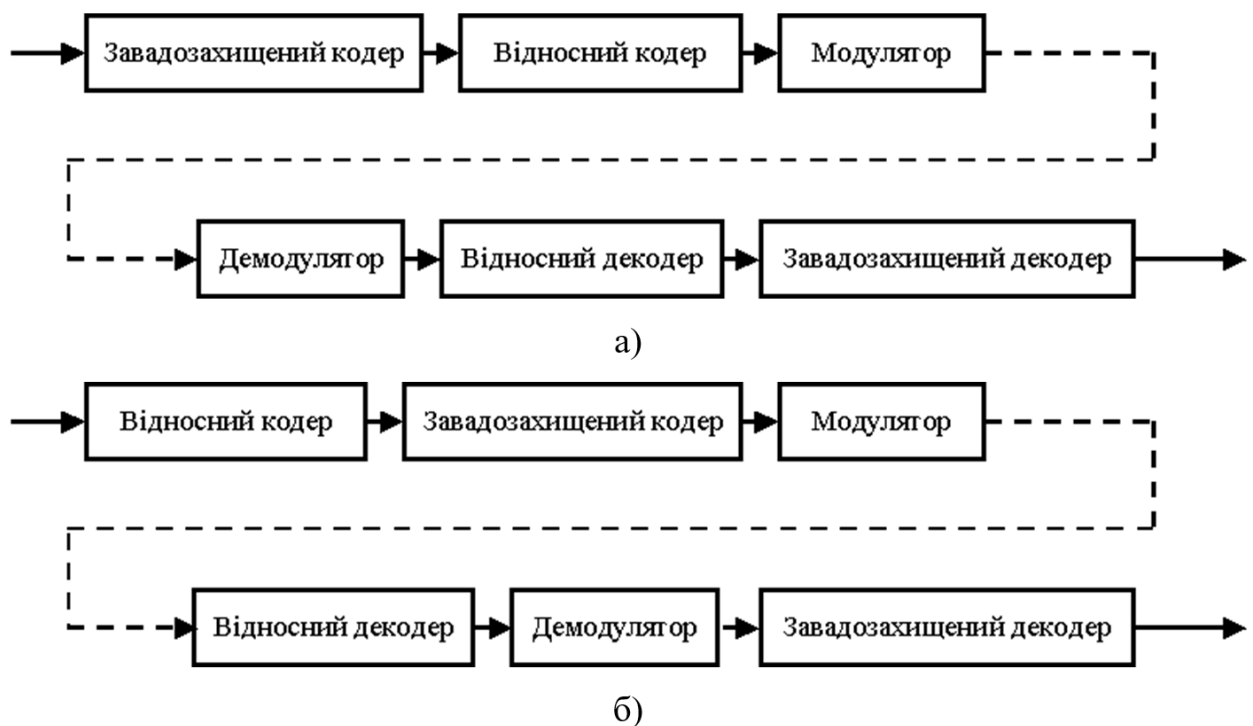 Завадозахищений кодер Відносний кодер Модулятор
Демодулятор Відносний декодер Завадозахищений декодер
а)
Відносний кодер Завадозахищений кодер Модулятор
Відносний декодер Демодулятор Завадозахищений декодер
б)